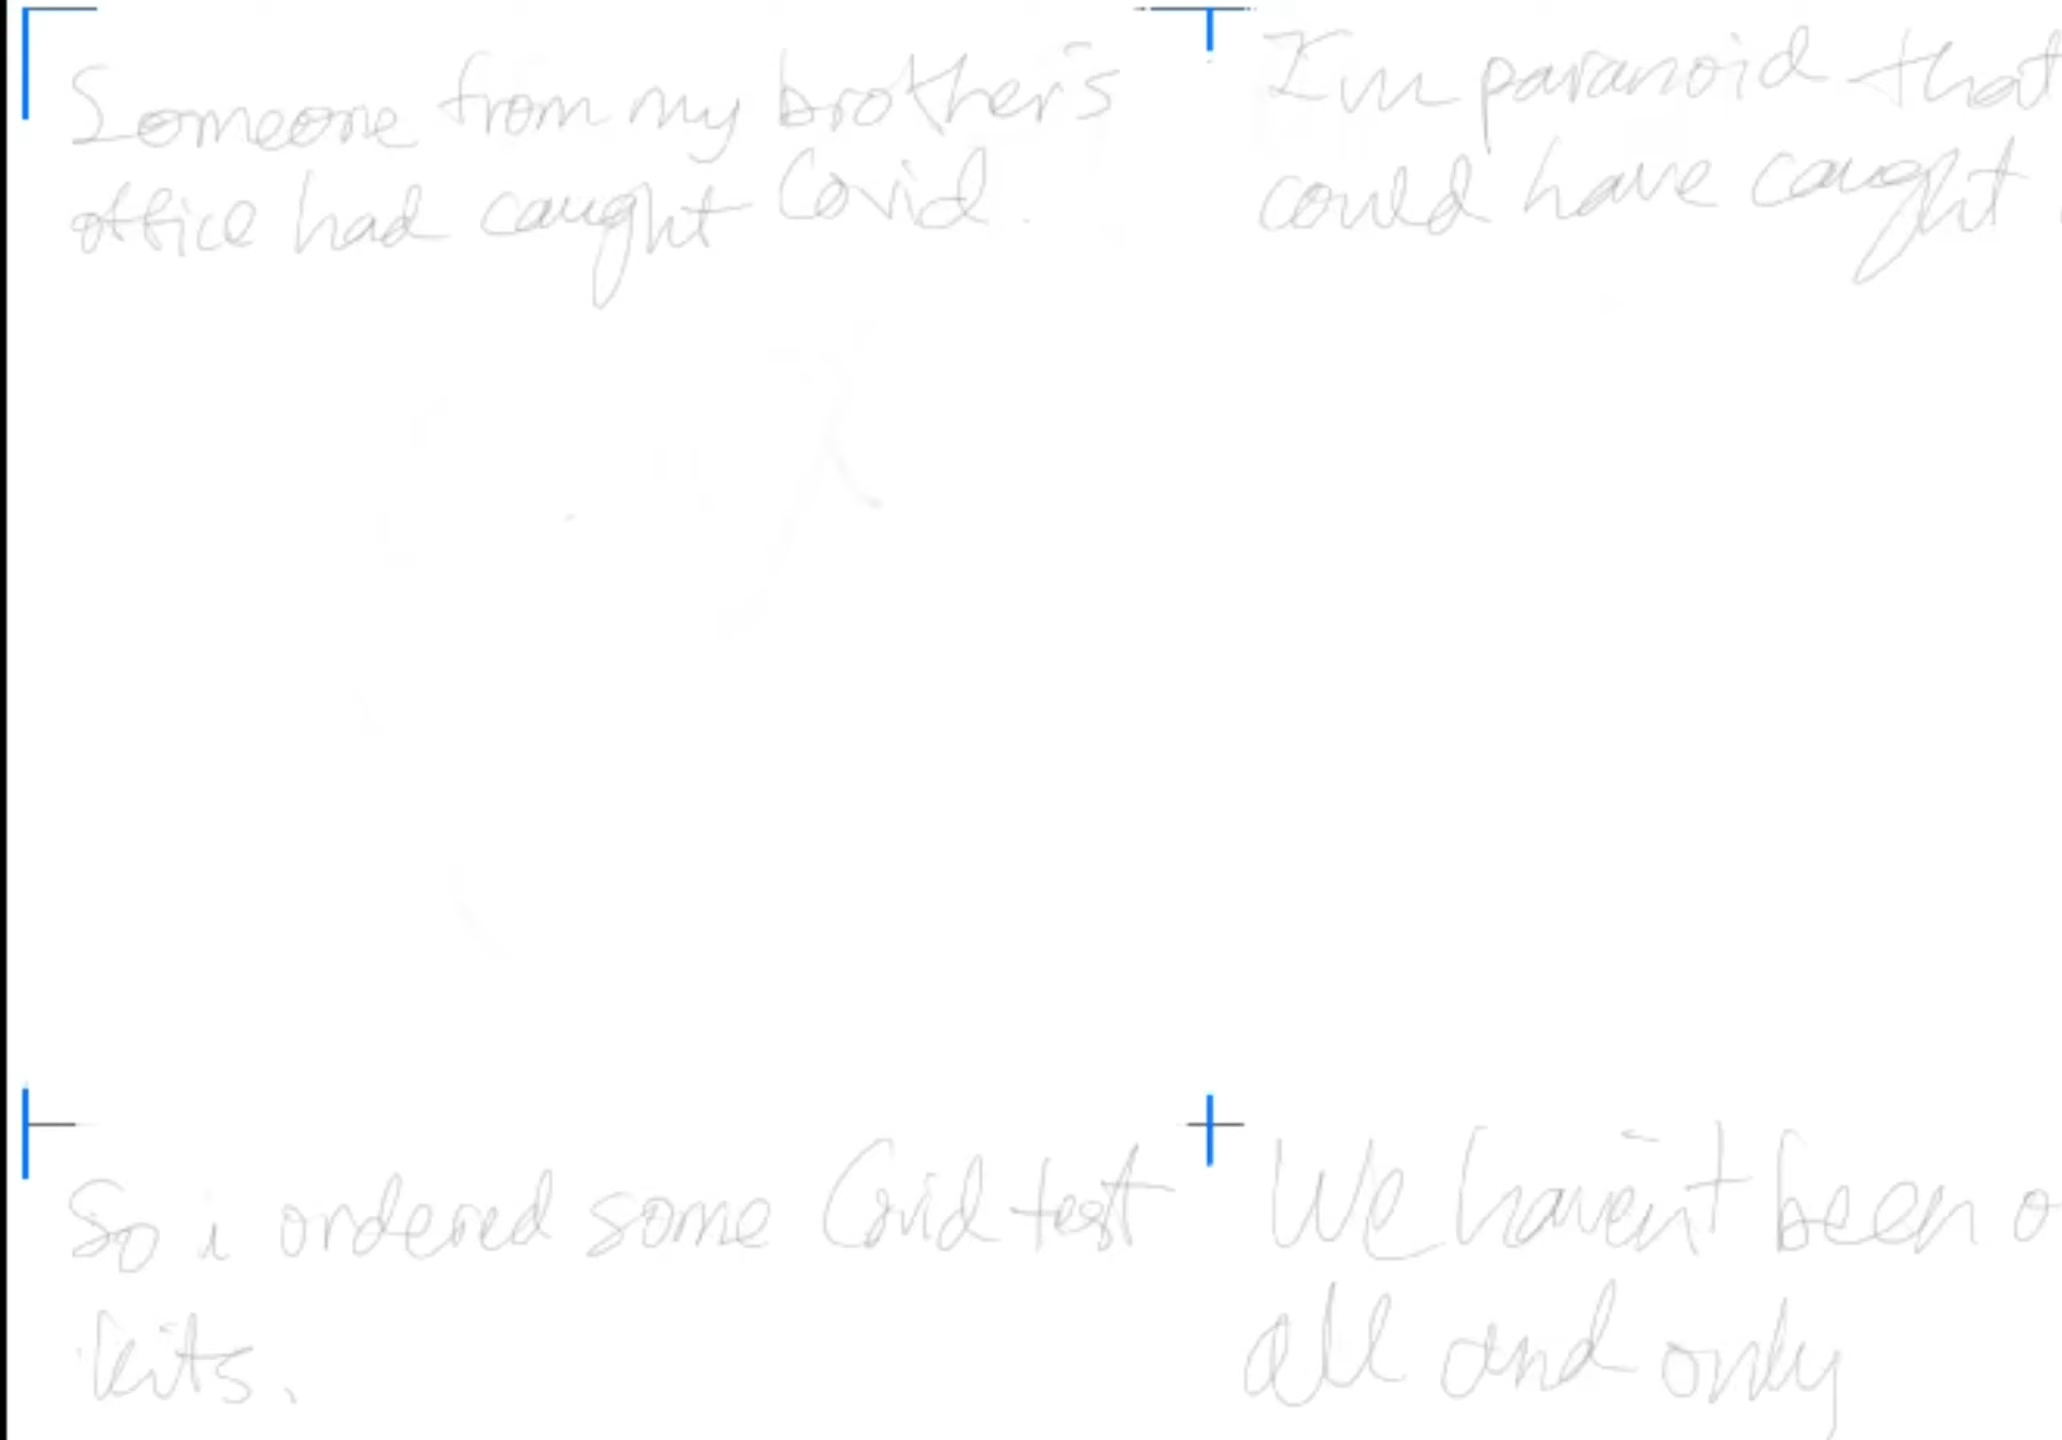 Someone from my brother's
office had caught Covid.
I'm paranoid that
could have caught
So i ordered some Covid test
kits.
We haven't been o
all and only